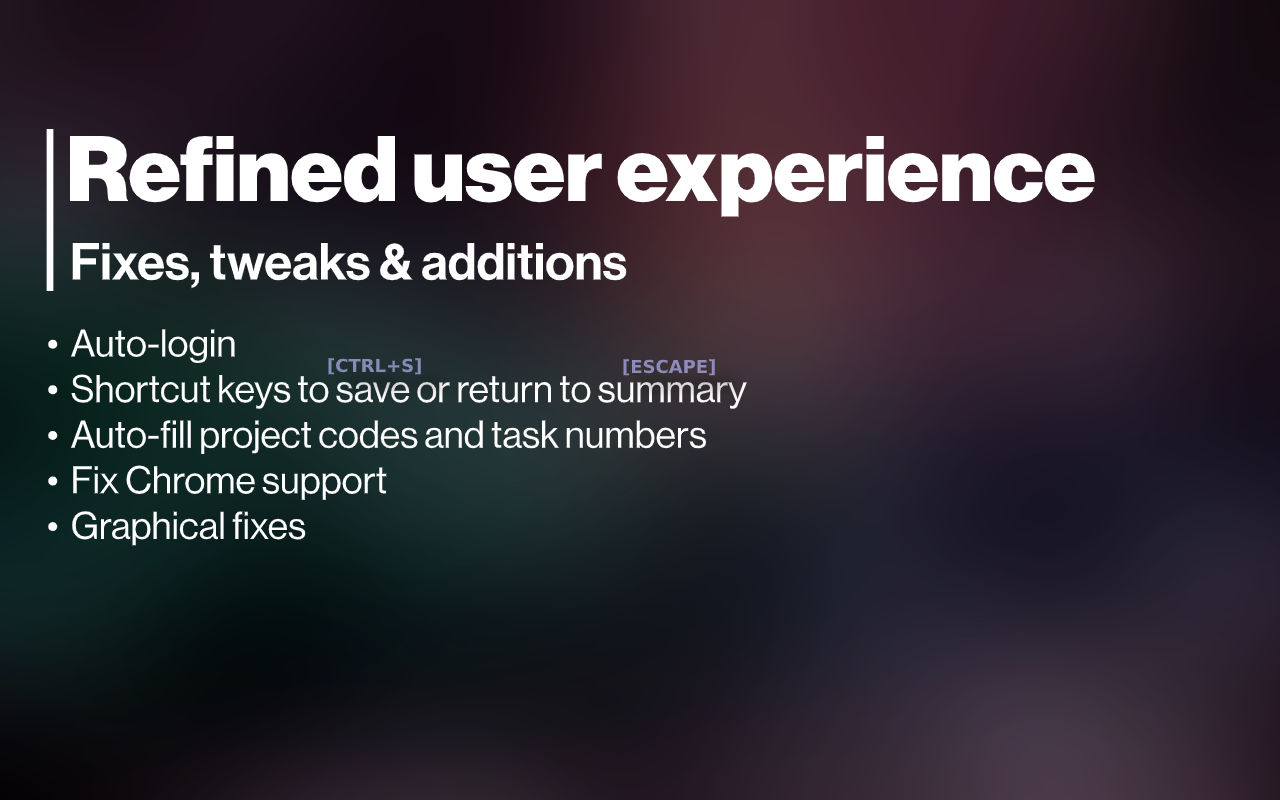 Refined user experience
Fixes, tweaks & additions
• Auto-login
[CTRL+S] [ESCAPE]
• Shortcut keys to save or return to summary
• Auto-fill project codes and task numbers
• Fix Chrome support
• Graphical fixes